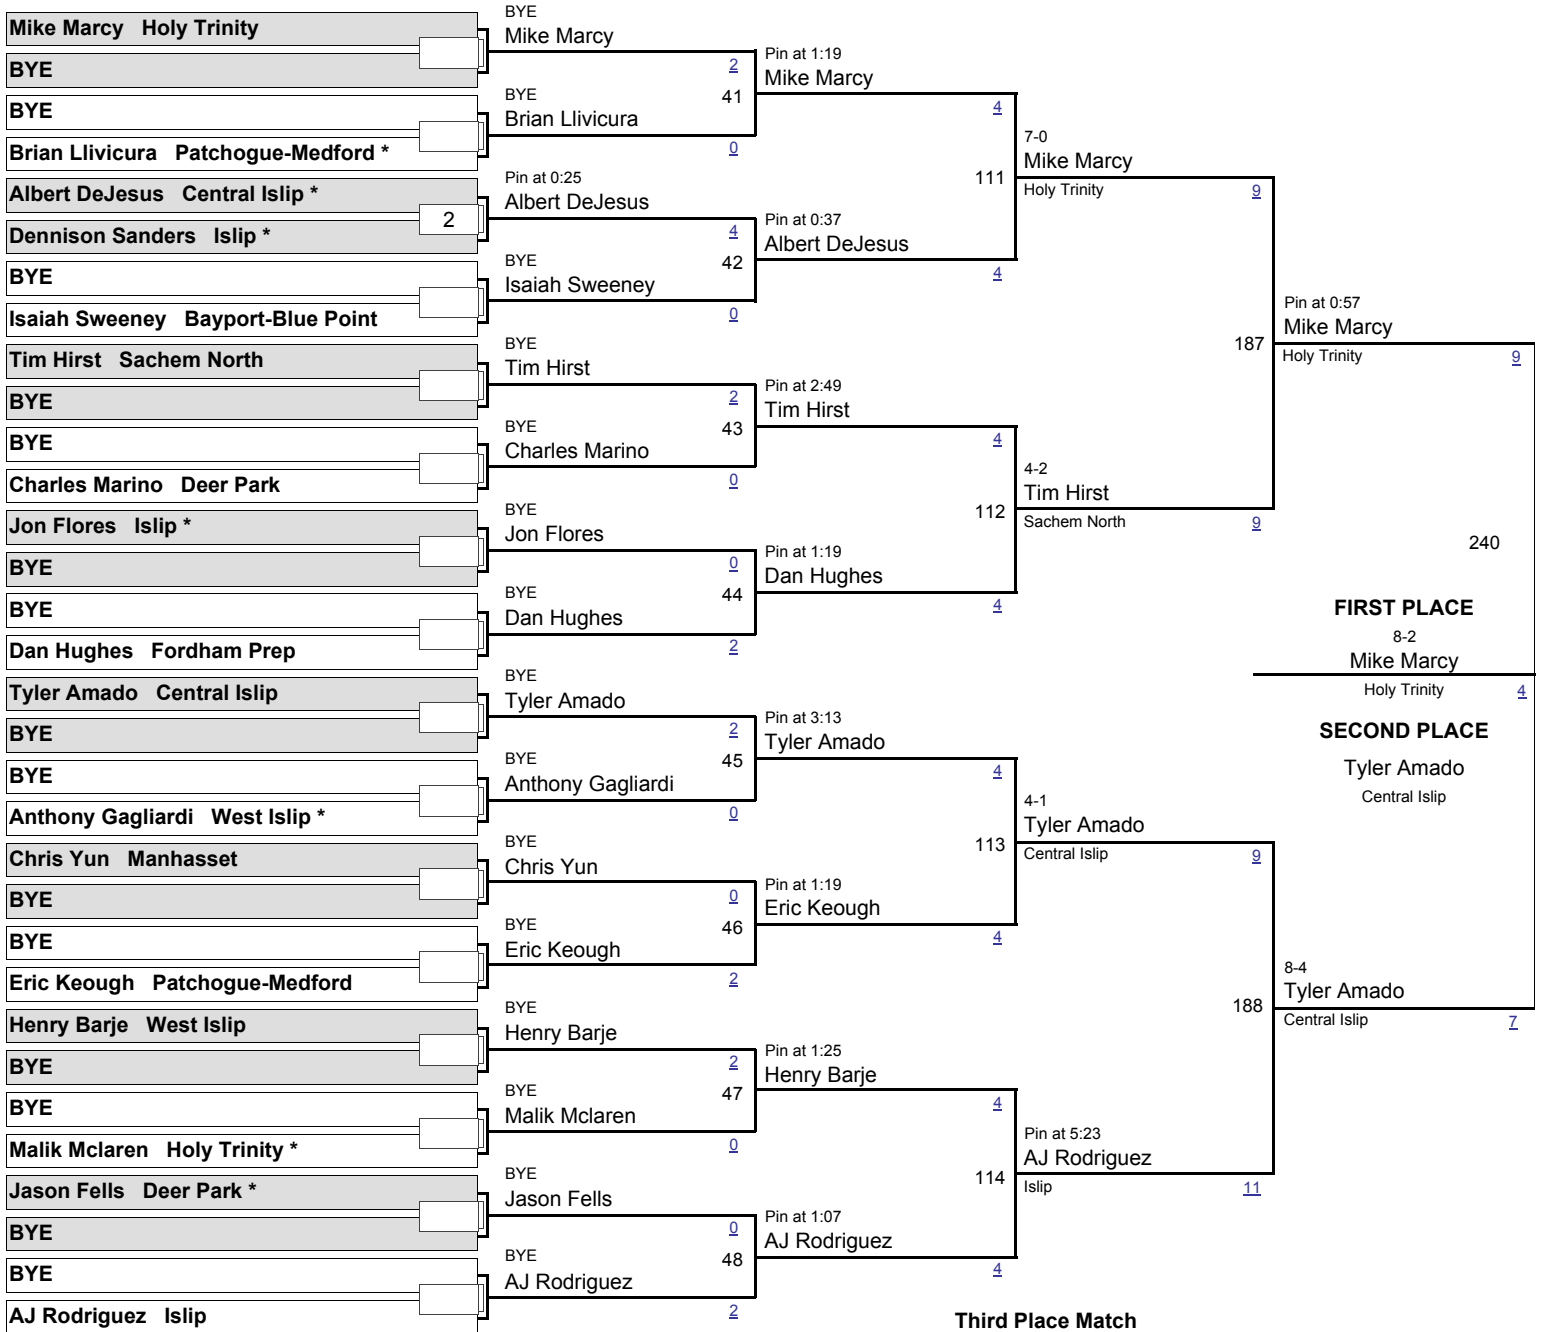 Mike Marcy Holy Trinity
BYE
BYE
Brian Llivicura Patchogue-Medford *
Albert DeJesus Central Islip *
2
Dennison Sanders Islip *
BYE
Isaiah Sweeney Bayport-Blue Point
Tim Hirst Sachem North
BYE
BYE
Charles Marino Deer Park
Jon Flores Islip *
BYE
BYE
Dan Hughes Fordham Prep
Tyler Amado Central Islip
BYE
BYE
Anthony Gagliardi West Islip *
Chris Yun Manhasset
BYE
BYE
Eric Keough Patchogue-Medford
Henry Barje West Islip
BYE
BYE
Malik Mclaren Holy Trinity *
Jason Fells Deer Park *
BYE
BYE
AJ Rodriguez Islip
BYE
Mike Marcy
2
BYE
41
Brian Llivicura
0
Pin at 0:25
Albert DeJesus
4
BYE
42
Isaiah Sweeney
0
BYE
Tim Hirst
2
BYE
43
Charles Marino
0
BYE
Jon Flores
0
BYE
44
Dan Hughes
2
BYE
Tyler Amado
2
BYE
45
Anthony Gagliardi
0
BYE
Chris Yun
0
BYE
46
Eric Keough
2
BYE
Henry Barje
2
BYE
47
Malik Mclaren
0
BYE
Jason Fells
0
BYE
48
AJ Rodriguez
2
Pin at 1:19
Mike Marcy
4
111
Pin at 0:37
Albert DeJesus
4
Pin at 2:49
Tim Hirst
4
112
Pin at 1:19
Dan Hughes
4
Pin at 3:13
Tyler Amado
4
113
Pin at 1:19
Eric Keough
4
Pin at 1:25
Henry Barje
4
114
Pin at 1:07
AJ Rodriguez
4
7-0
Mike Marcy
Holy Trinity
9
187
4-2
Tim Hirst
Sachem North
9
4-1
Tyler Amado
Central Islip
9
188
Pin at 5:23
AJ Rodriguez
Islip
11
Pin at 0:57
Mike Marcy
Holy Trinity
9
240
FIRST PLACE
8-2
Mike Marcy
Holy Trinity
4
SECOND PLACE
Tyler Amado
Central Islip
8-4
Tyler Amado
Central Islip
7
Third Place Match